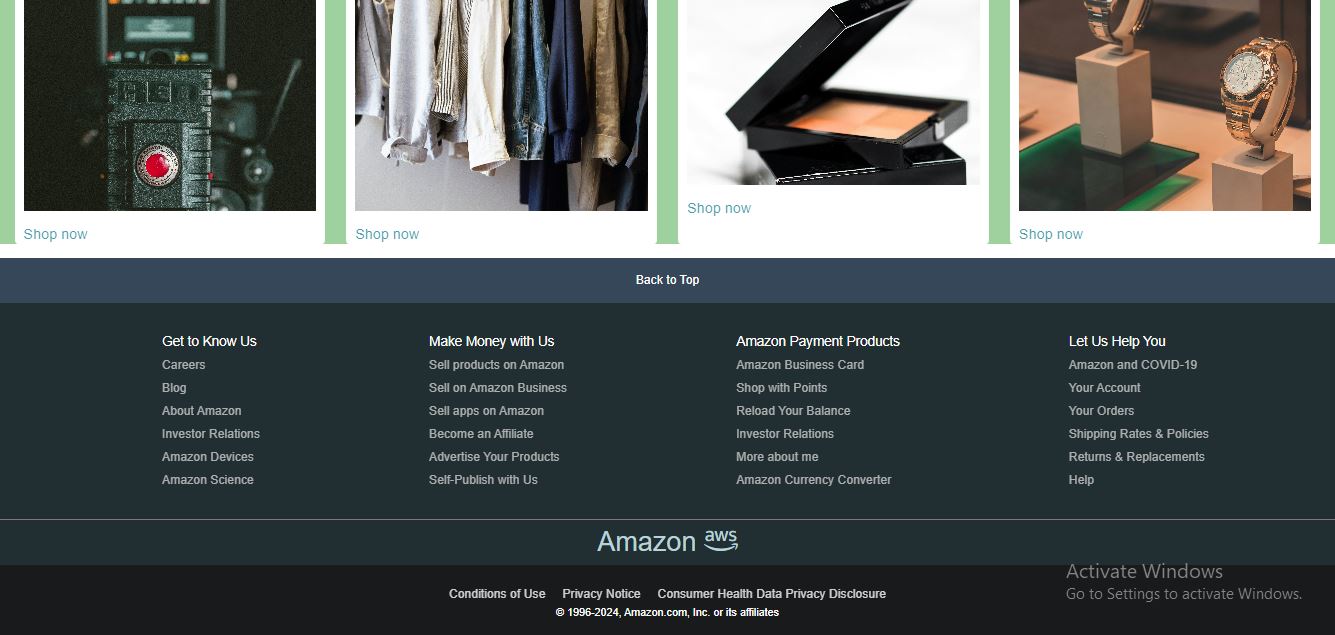 Shop now
Shop now
Shop now
Shop now
Back to Top
Get to Know Us
Careers
Blog
About Amazon
Investor Relations
Amazon Devices
Amazon Science
Make Money with Us
Sell products on Amazon
Sell on Amazon Business
Sell apps on Amazon
Become an Affiliate
Advertise Your Products
Self-Publish with Us
Amazon Payment Products
Amazon Business Card
Shop with Points
Reload Your Balance
Investor Relations
More about me
Amazon Currency Converter
Let Us Help You
Amazon and COVID-19
Your Account
Your Orders
Shipping Rates & Policies
Returns & Replacements
Help
Amazon aws
Activate Windows
Go to Settings to activate Windows.
Conditions of Use Privacy Notice Consumer Health Data Privacy Disclosure
© 1996-2024, Amazon.com, Inc. or its affiliates